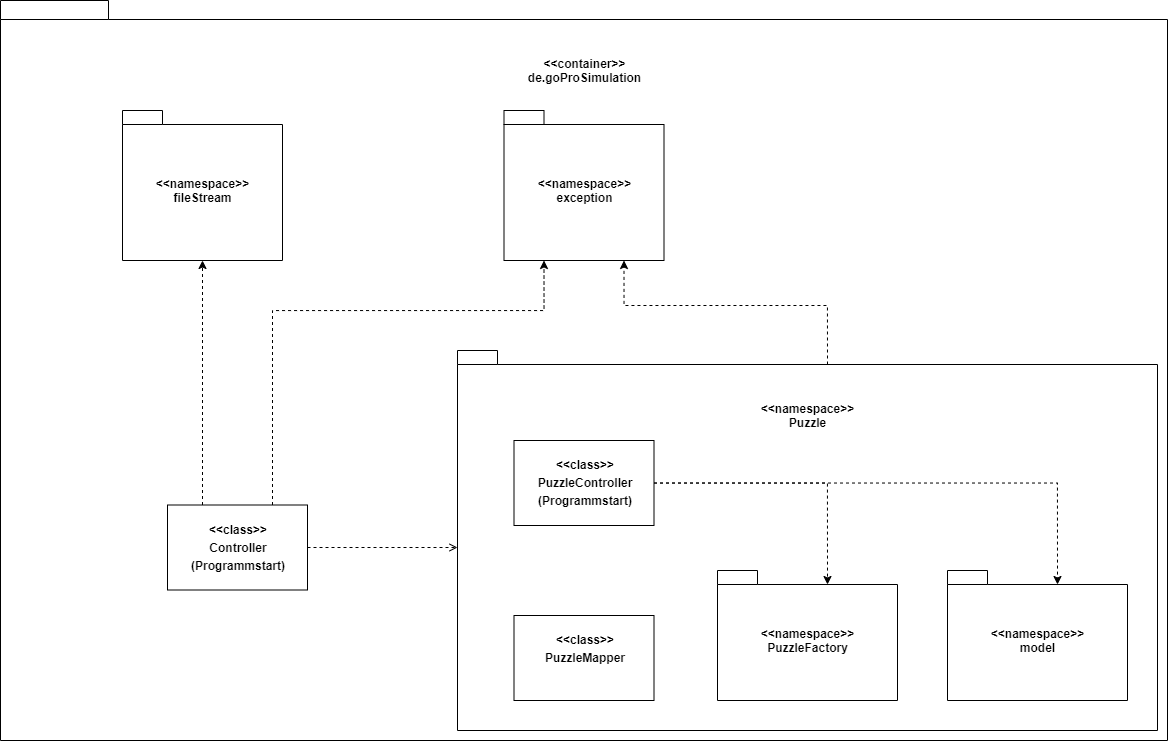 <<container>>
de.goProSimulation
<<namespace>>
fileStream
<<namespace>>
exception
<<namespace>>
Puzzle
<<class>>
PuzzleController
(Programmstart)
<<class>>
Controller
(Programmstart)
<<class>>
PuzzleMapper
<<namespace>>
PuzzleFactory
<<namespace>>
model